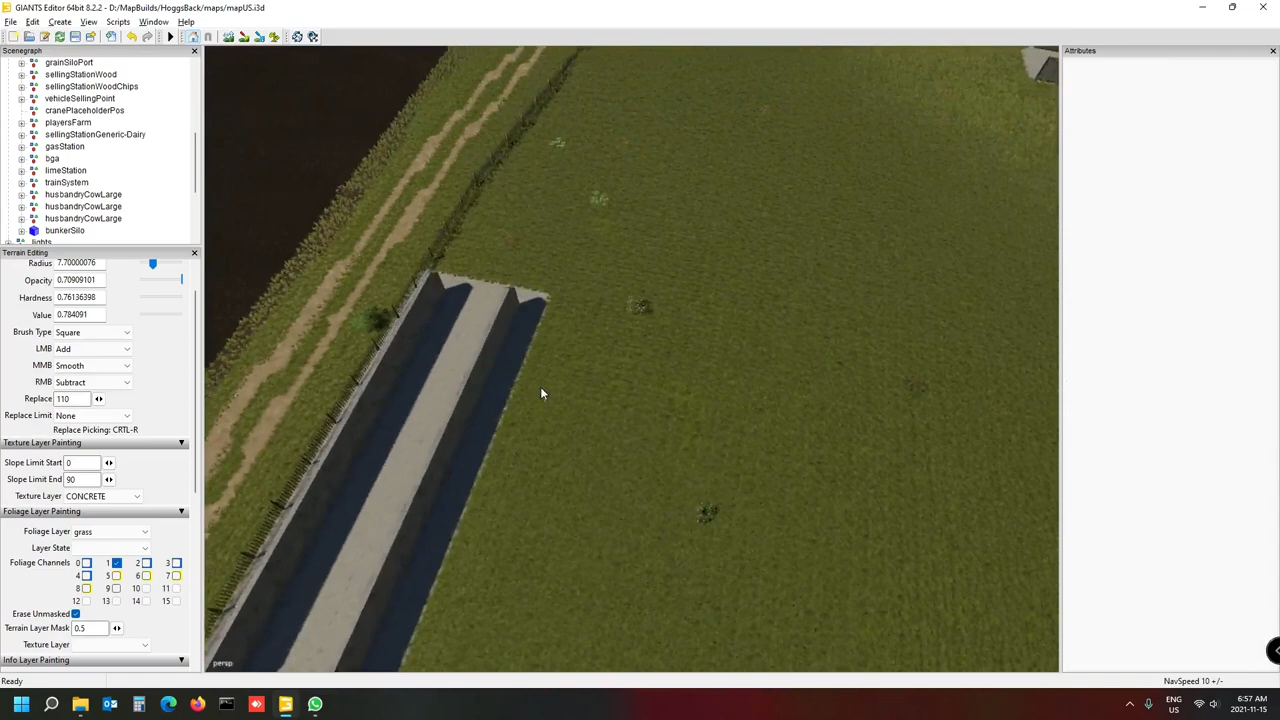 GIANTS Editor 64bit 8.2.2 - D:/MapBuilds/HoggsBack/maps/mapUS.i3d
File Edit Create View Scripts Window Help
Scenegraph
grainSiloPort
sellingStationWood
sellingStationWoodChips
vehicleSellingPoint
cranePlaceholderPos
playersFarm
sellingStationGeneric-Dairy
gasStation
bga
limeStation
trainSystem
husbandryCowLarge
husbandryCowLarge
husbandryCowLarge
bunkerSilo
lights
Terrain Editing
Radius 7.70000076
Opacity 0.70909101
Hardness 0.76136398
Value 0.784091
Brush Type Square
LMB Add
MMB Smooth
RMB Subtract
Replace 110
Replace Limit None
Replace Picking: CRTL-R
Texture Layer Painting
Slope Limit Start 0
Slope Limit End 90
Texture Layer CONCRETE
Foliage Layer Painting
Foliage Layer grass
Layer State
Foliage Channels 0 1 2 3
4 5 6 7
8 9 10 11
12 13 14 15
Erase Unmasked
Terrain Layer Mask 0.5
Texture Layer
Info Layer Painting
persp
Attributes
Ready
NavSpeed 10 +/-
ENG
US
6:57 AM
2021-11-15